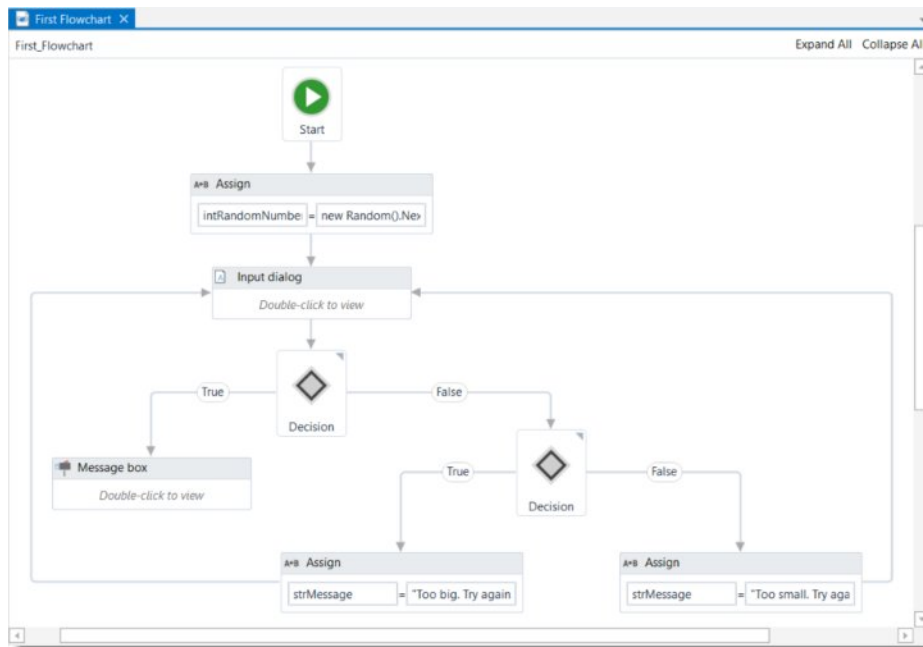 First Flowchart
First_Flowchart
Expand All Collapse Al
Start
A+B Assign
intRandomNumbe = new Random().Nex
Input dialog
Double-click to view
True
False
Decision
Message box
Double-click to view
True
False
Decision
A+B Assign
strMessage = "Too big. Try again
A+B Assign
strMessage = "Too small. Try aga